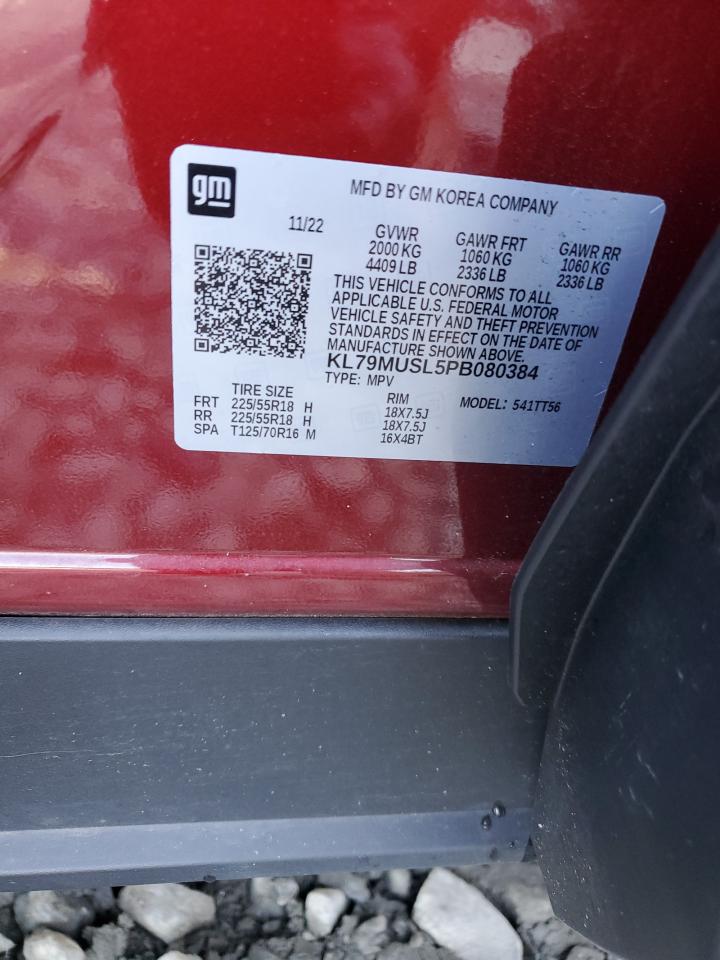 gm
MFD BY GM KOREA COMPANY
11/22
GVWR
2000 KG
4409 LB
GAWR FRT
1060 KG
2336 LB
GAWR RR
1060 KG
2336 LB
THIS VEHICLE CONFORMS TO ALL
APPLICABLE U.S. FEDERAL MOTOR
VEHICLE SAFETY AND THEFT PREVENTION
STANDARDS IN EFFECT ON THE DATE OF
MANUFACTURE SHOWN ABOVE.
KL79MUSL5PB080384
TYPE: MPV
TIRE SIZE RIM MODEL: 541TT56
FRT 225/55R18 H 18X7.5J
RR 225/55R18 H 18X7.5J
SPA T125/70R16 M 16X4BT